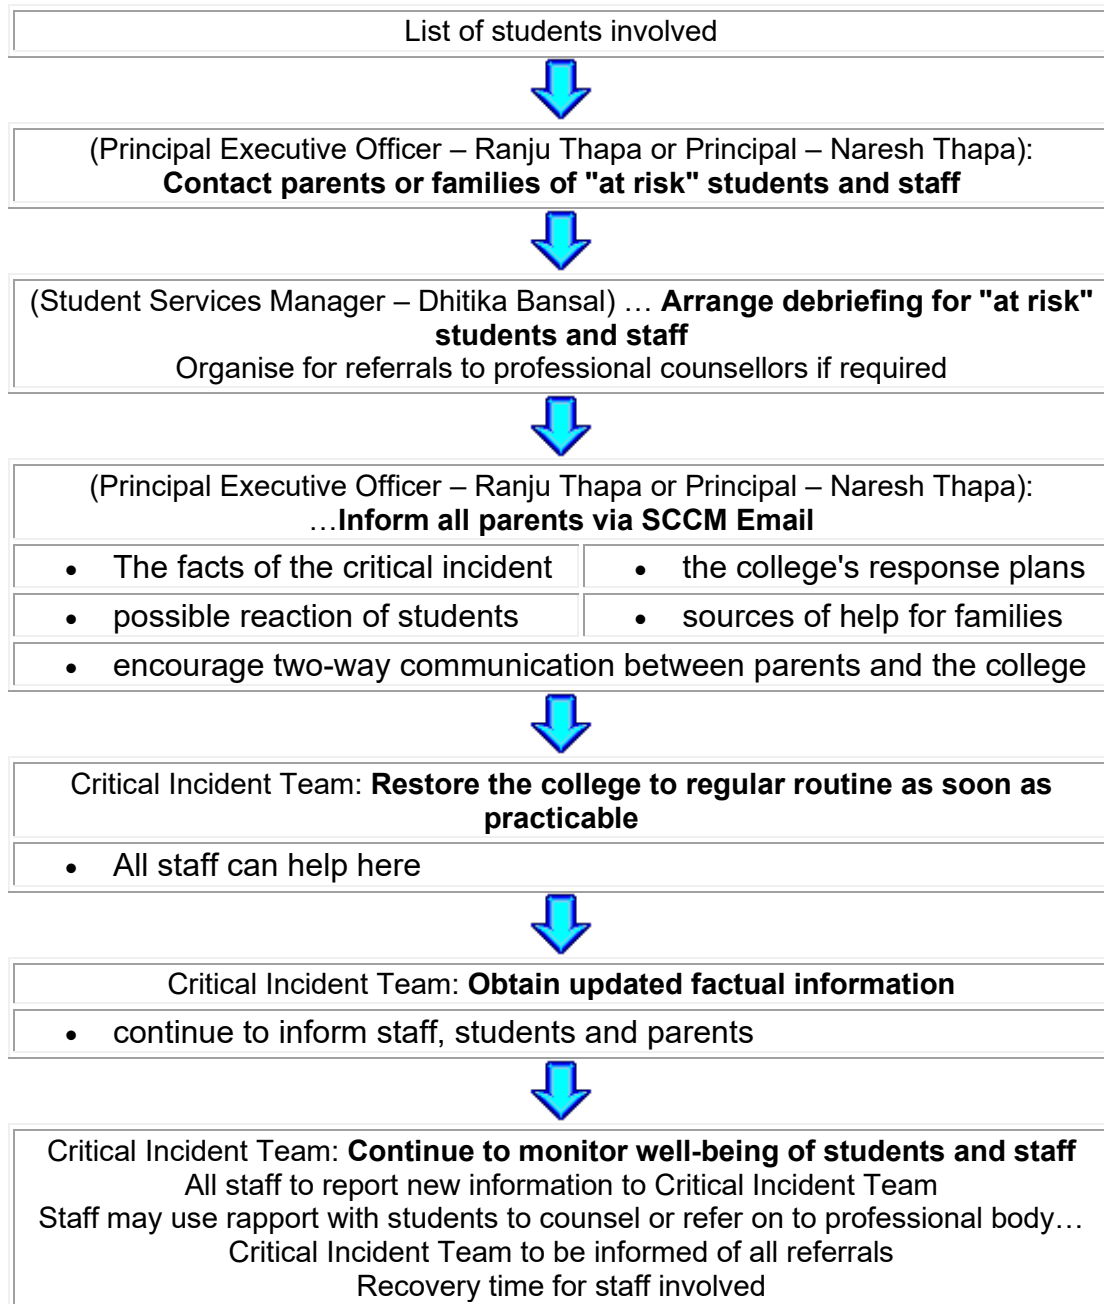 List of students involved
(Principal Executive Officer – Ranju Thapa or Principal – Naresh Thapa):
Contact parents or families of "at risk" students and staff
(Student Services Manager – Dhitika Bansal) … Arrange debriefing for "at risk"
students and staff
Organise for referrals to professional counsellors if required
(Principal Executive Officer – Ranju Thapa or Principal – Naresh Thapa):
…Inform all parents via SCCM Email
• The facts of the critical incident
• the college's response plans
• possible reaction of students
• sources of help for families
• encourage two-way communication between parents and the college
Critical Incident Team: Restore the college to regular routine as soon as
practicable
• All staff can help here
Critical Incident Team: Obtain updated factual information
• continue to inform staff, students and parents
Critical Incident Team: Continue to monitor well-being of students and staff
All staff to report new information to Critical Incident Team
Staff may use rapport with students to counsel or refer on to professional body…
Critical Incident Team to be informed of all referrals
Recovery time for staff involved